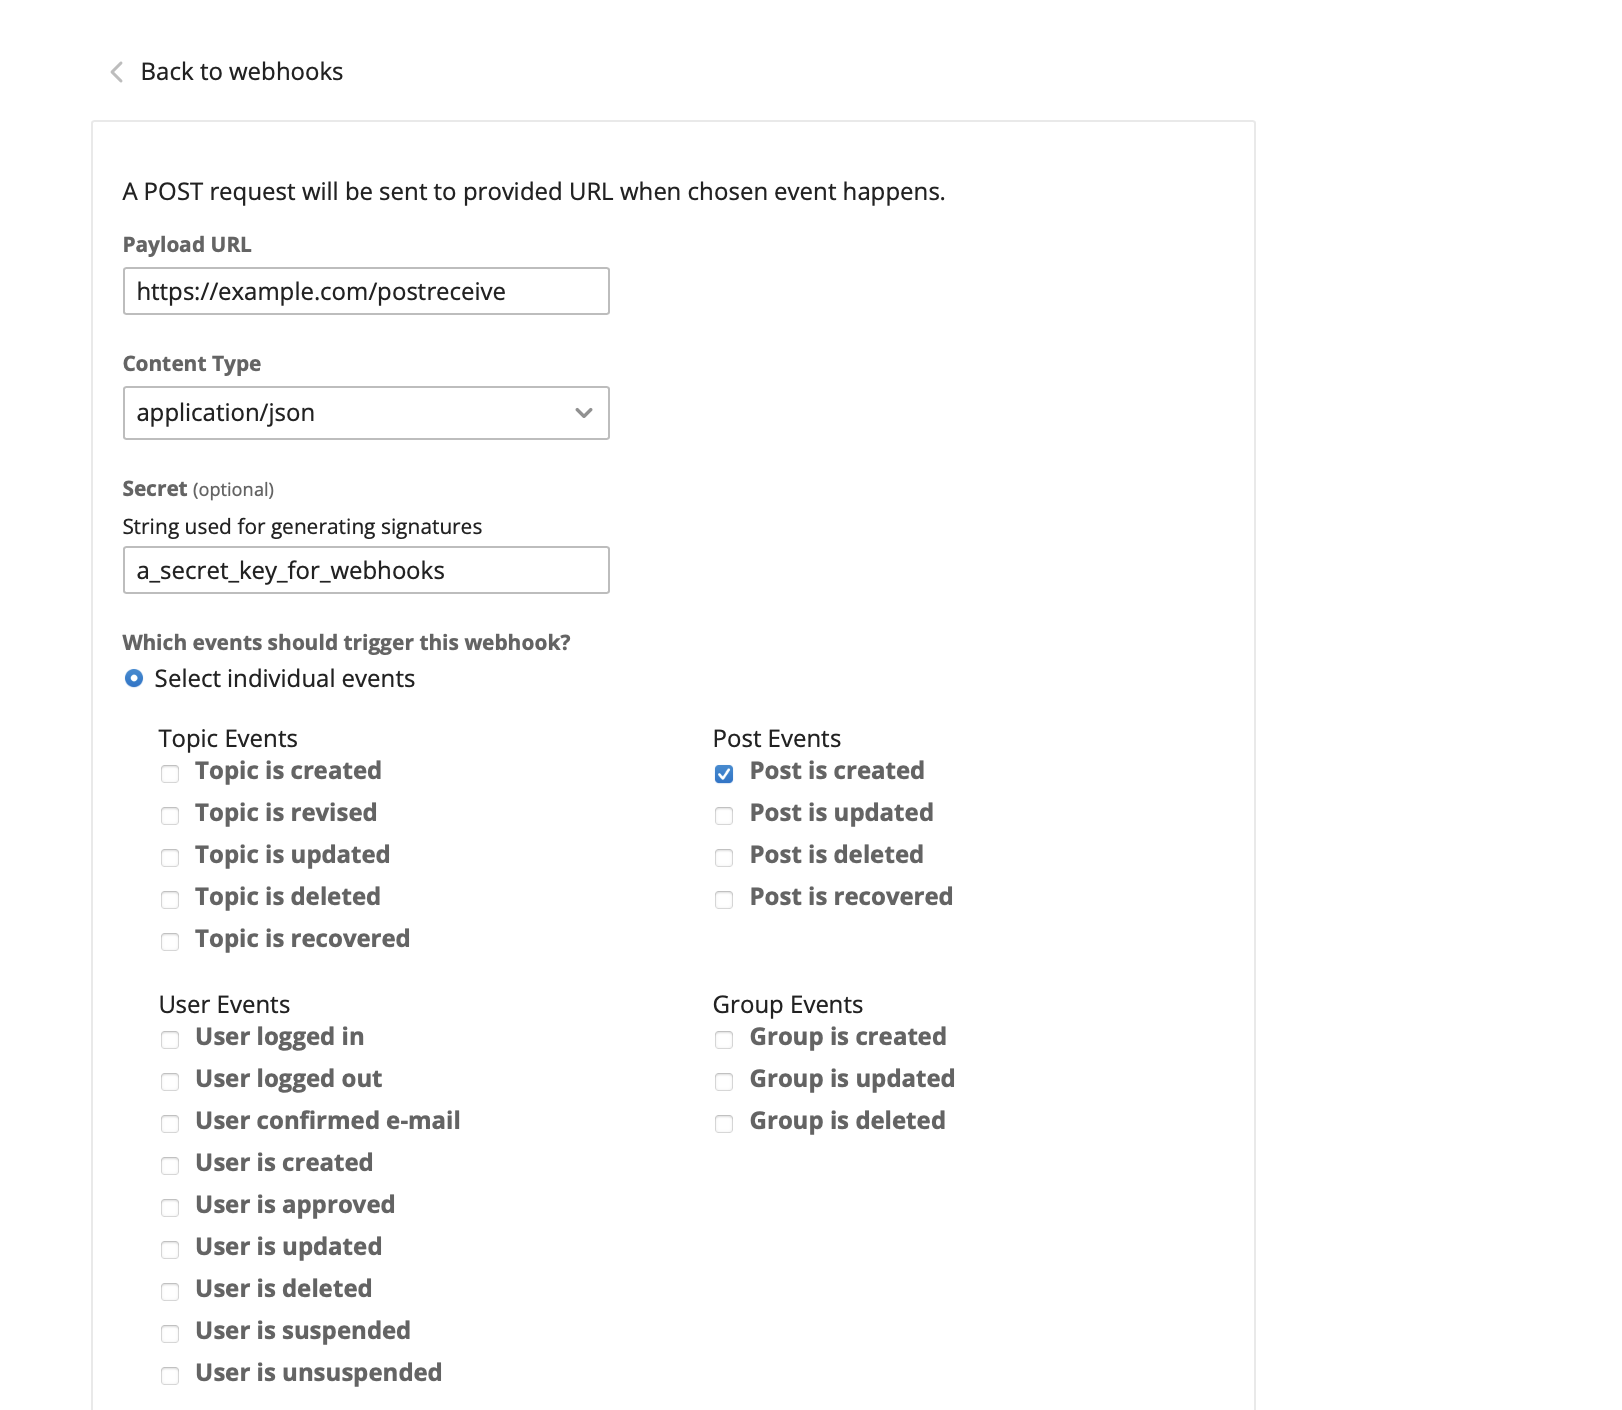 Back to webhooks
A POST request will be sent to provided URL when chosen event happens.
Payload URL
https://example.com/postreceive
Content Type
application/json
Secret (optional)
String used for generating signatures
a_secret_key_for_webhooks
Which events should trigger this webhook?
Select individual events
Topic Events
Topic is created
Topic is revised
Topic is updated
Topic is deleted
Topic is recovered
Post Events
Post is created
Post is updated
Post is deleted
Post is recovered
User Events
User logged in
User logged out
User confirmed e-mail
User is created
User is approved
User is updated
User is deleted
User is suspended
User is unsuspended
Group Events
Group is created
Group is updated
Group is deleted